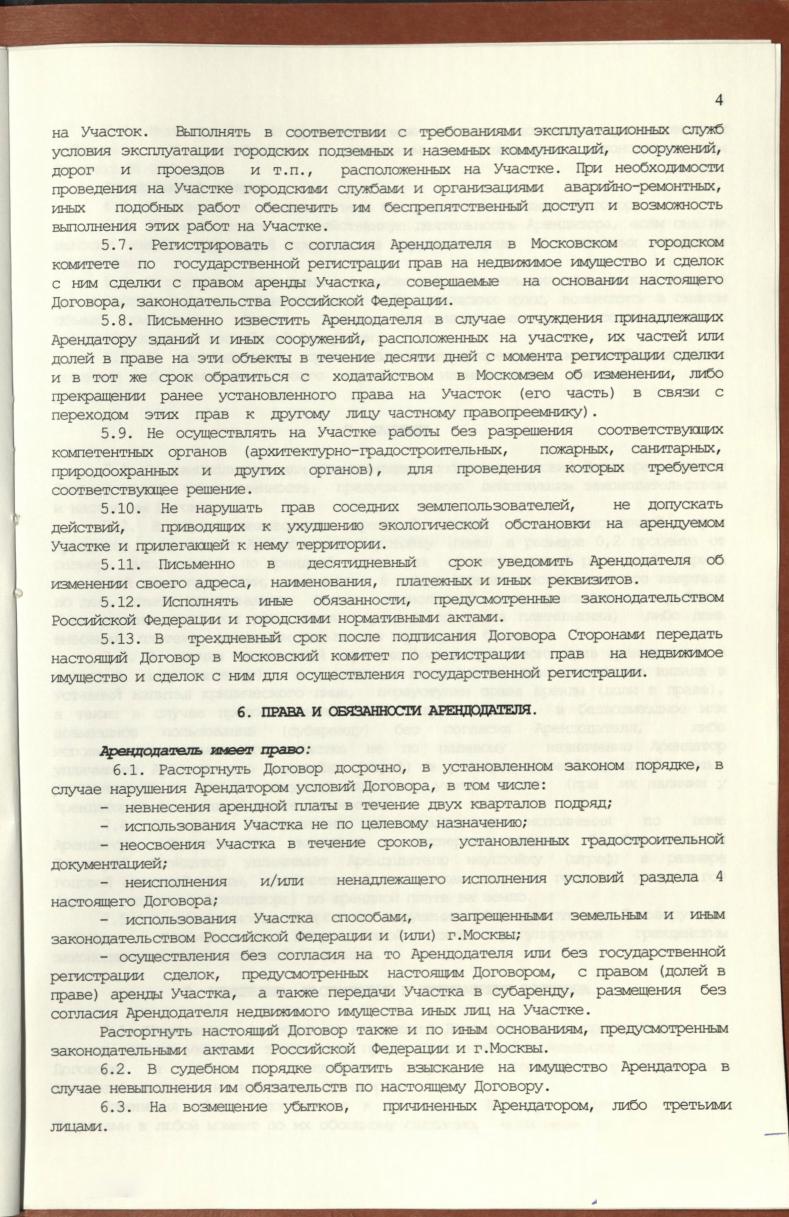 4
на Участок. Выполнять в соответствии с требованиями эксплуатационных служб
условия эксплуатации городских подземных и наземных коммуникаций, сооружений,
дорог и проездов и т.п., расположенных на Участке. При необходимости
проведения на Участке городскими службами и организациями аварийно-ремонтных,
иных подобных работ обеспечить им беспрепятственный доступ и возможность
выполнения этих работ на Участке.
5.7. Регистрировать с согласия Арендодателя в Московском городском
комитете по государственной регистрации прав на недвижимое имущество и сделок
с ним сделки с правом аренды Участка, совершаемые на основании настоящего
Договора, законодательства Российской Федерации.
5.8. Письменно известить Арендодателя в случае отчуждения принадлежащих
Арендатору зданий и иных сооружений, расположенных на участке, их частей или
долей в праве на эти объекты в течение десяти дней с момента регистрации сделки
и в тот же срок обратиться с ходатайством в Москомзем об изменении, либо
прекращении ранее установленного права на Участок (его часть) в связи с
переходом этих прав к другому лицу частному правопреемнику).
5.9. Не осуществлять на Участке работы без разрешения соответствующих
компетентных органов (архитектурно-градостроительных, пожарных, санитарных,
природоохранных и других органов), для проведения которых требуется
соответствующее решение.
5.10. Не нарушать прав соседних землепользователей, не допускать
действий, приводящих к ухудшению экологической обстановки на арендуемом
Участке и прилегающей к нему территории.
5.11. Письменно в десятидневный срок уведомить Арендодателя об
изменении своего адреса, наименования, платежных и иных реквизитов.
5.12. Исполнять иные обязанности, предусмотренные законодательством
Российской Федерации и городскими нормативными актами.
5.13. В трехдневный срок после подписания Договора Сторонами передать
настоящий Договор в Московский комитет по регистрации прав на недвижимое
имущество и сделок с ним для осуществления государственной регистрации.
6. ПРАВА И ОБЯЗАННОСТИ АРЕНДОДАТЕЛЯ.
Арендодатель имеет право:
6.1. Расторгнуть Договор досрочно, в установленном законом порядке, в
случае нарушения Арендатором условий Договора, в том числе:
- невнесения арендной платы в течение двух кварталов подряд;
- использования Участка не по целевому назначению;
- неосвоения Участка в течение сроков, установленных градостроительной
документацией;
- неисполнения и/или ненадлежащего исполнения условий раздела 4
настоящего Договора;
- использования Участка способами, запрещенными земельным и иным
законодательством Российской Федерации и (или) г.Москвы;
- осуществления без согласия на то Арендодателя или без государственной
регистрации сделок, предусмотренных настоящим Договором, с правом (долей в
праве) аренды Участка, а также передачи Участка в субаренду, размещения без
согласия Арендодателя недвижимого имущества иных лиц на Участке.
Расторгнуть настоящий Договор также и по иным основаниям, предусмотренным
законодательными актами Российской Федерации и г.Москвы.
6.2. В судебном порядке обратить взыскание на имущество Арендатора в
случае невыполнения им обязательств по настоящему Договору.
6.3. На возмещение убытков, причиненных Арендатором, либо третьими
лицами.